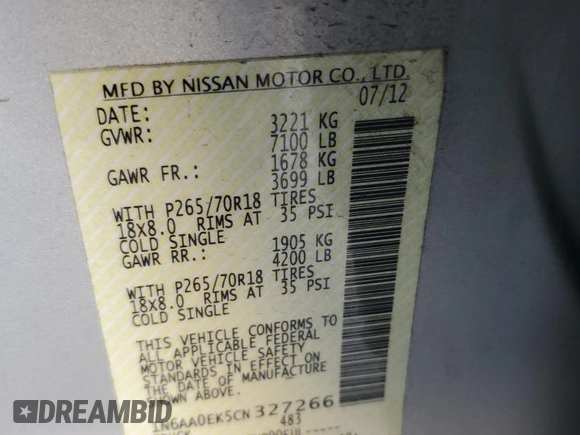 MFD BY NISSAN MOTOR CO., LTD.
DATE: 07/12
GVWR: 3221 KG
7100 LB
GAWR FR.: 1678 KG
3699 LB
WITH P265/70R18 TIRES
18x8.0 RIMS AT 35 PSI
COLD SINGLE
GAWR RR.: 1905 KG
4200 LB
WITH P265/70R18 TIRES
18x8.0 RIMS AT 35 PSI
COLD SINGLE
THIS VEHICLE CONFORMS TO
ALL APPLICABLE FEDERAL
MOTOR VEHICLE SAFETY
STANDARDS IN EFFECT ON
THE DATE OF MANUFACTURE
SHOWN ABOVE.
1N6AA0EK5CN327266
483
DREAMBID